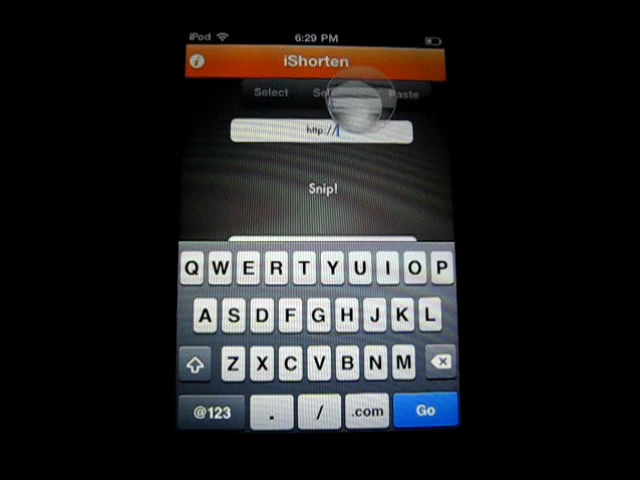 iPod 6:29 PM
i iShorten
Select Paste
http://
Snip!
Q W E R T Y U I O P
A S D F G H J K L
Z X C V B N M
@123 . / .com Go